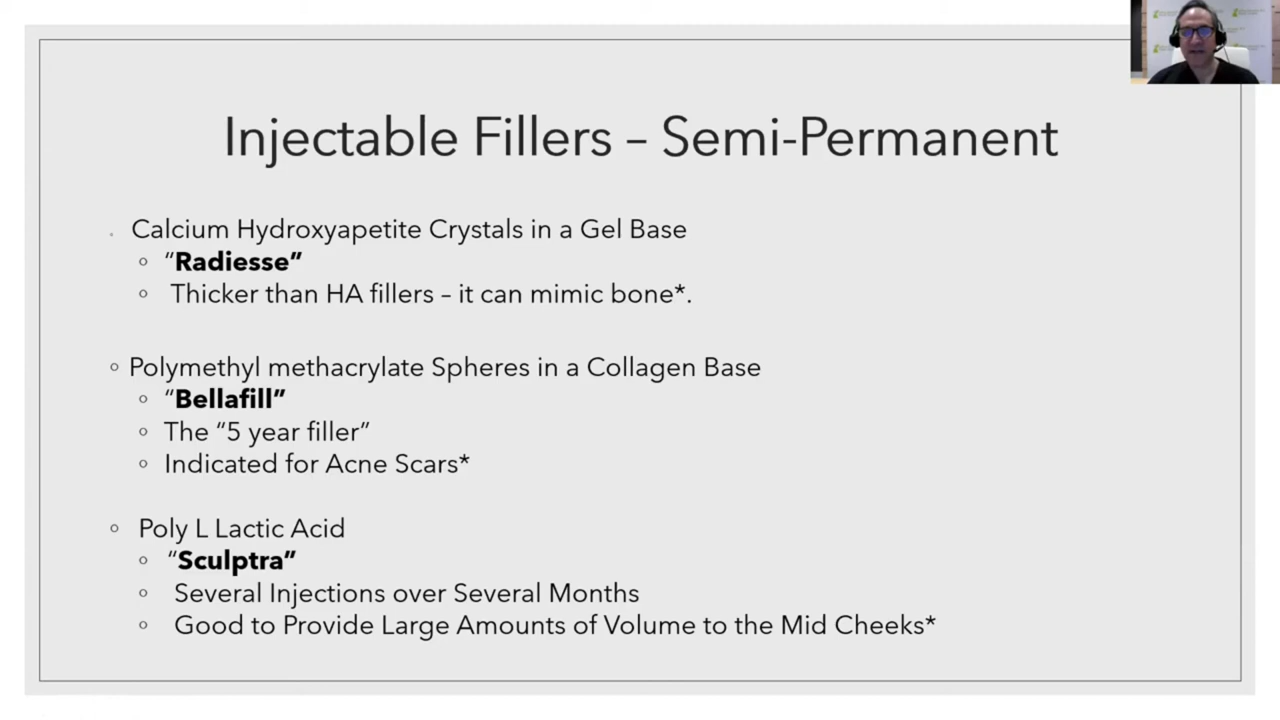 Injectable Fillers – Semi-Permanent
Calcium Hydroxyapetite Crystals in a Gel Base
“Radiesse”
Thicker than HA fillers – it can mimic bone*.
Polymethyl methacrylate Spheres in a Collagen Base
“Bellafill”
The “5 year filler”
Indicated for Acne Scars*
Poly L Lactic Acid
“Sculptra”
Several Injections over Several Months
Good to Provide Large Amounts of Volume to the Mid Cheeks*